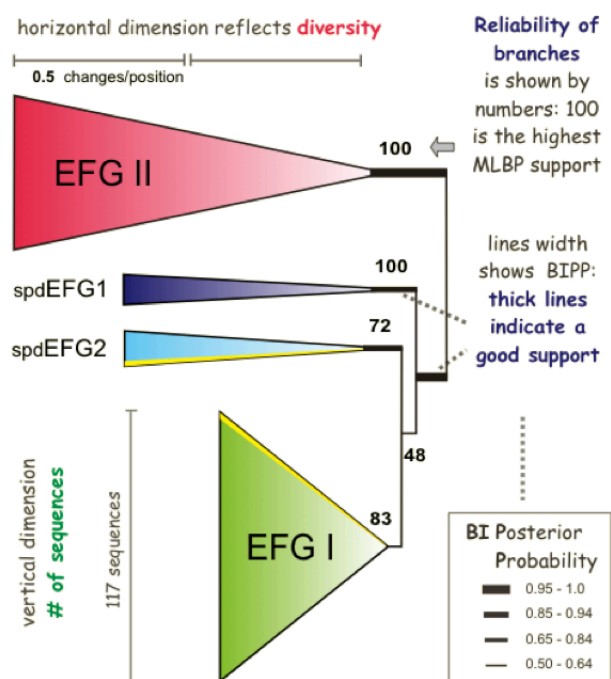 horizontal dimension reflects diversity
0.5 changes/position
Reliability of
branches
is shown by
numbers: 100
is the highest
MLBP support
100
EFG II
lines width
shows BIPP:
thick lines
indicate a
good support
100
spdEFG1
72
spdEFG2
48
83
EFG I
vertical dimension
# of sequences
117 sequences
BI Posterior
Probability
0.95 - 1.0
0.85 - 0.94
0.65 - 0.84
0.50 - 0.64